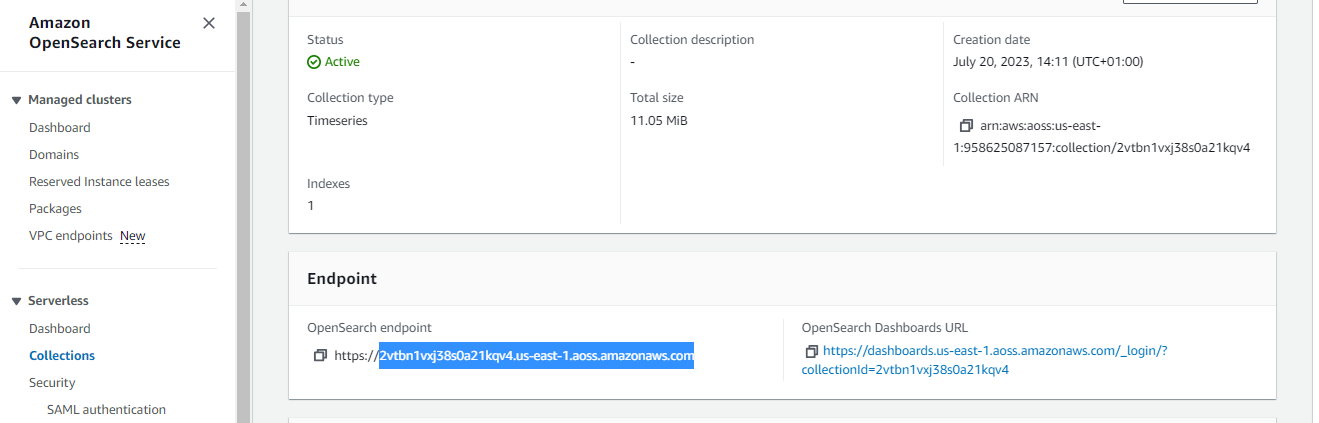 Amazon
OpenSearch Service
Managed clusters
Dashboard
Domains
Reserved Instance leases
Packages
VPC endpoints New
Serverless
Dashboard
Collections
Security
SAML authentication
Status
Active
Collection description
-
Creation date
July 20, 2023, 14:11 (UTC+01:00)
Collection type
Timeseries
Total size
11.05 MiB
Collection ARN
arn:aws:aoss:us-east-
1:958625087157:collection/2vtbn1vxj38s0a21kqv4
Indexes
1
Endpoint
OpenSearch endpoint
https://2vtbn1vxj38s0a21kqv4.us-east-1.aoss.amazonaws.com
OpenSearch Dashboards URL
https://dashboards.us-east-1.aoss.amazonaws.com/_login/?
collectionId=2vtbn1vxj38s0a21kqv4